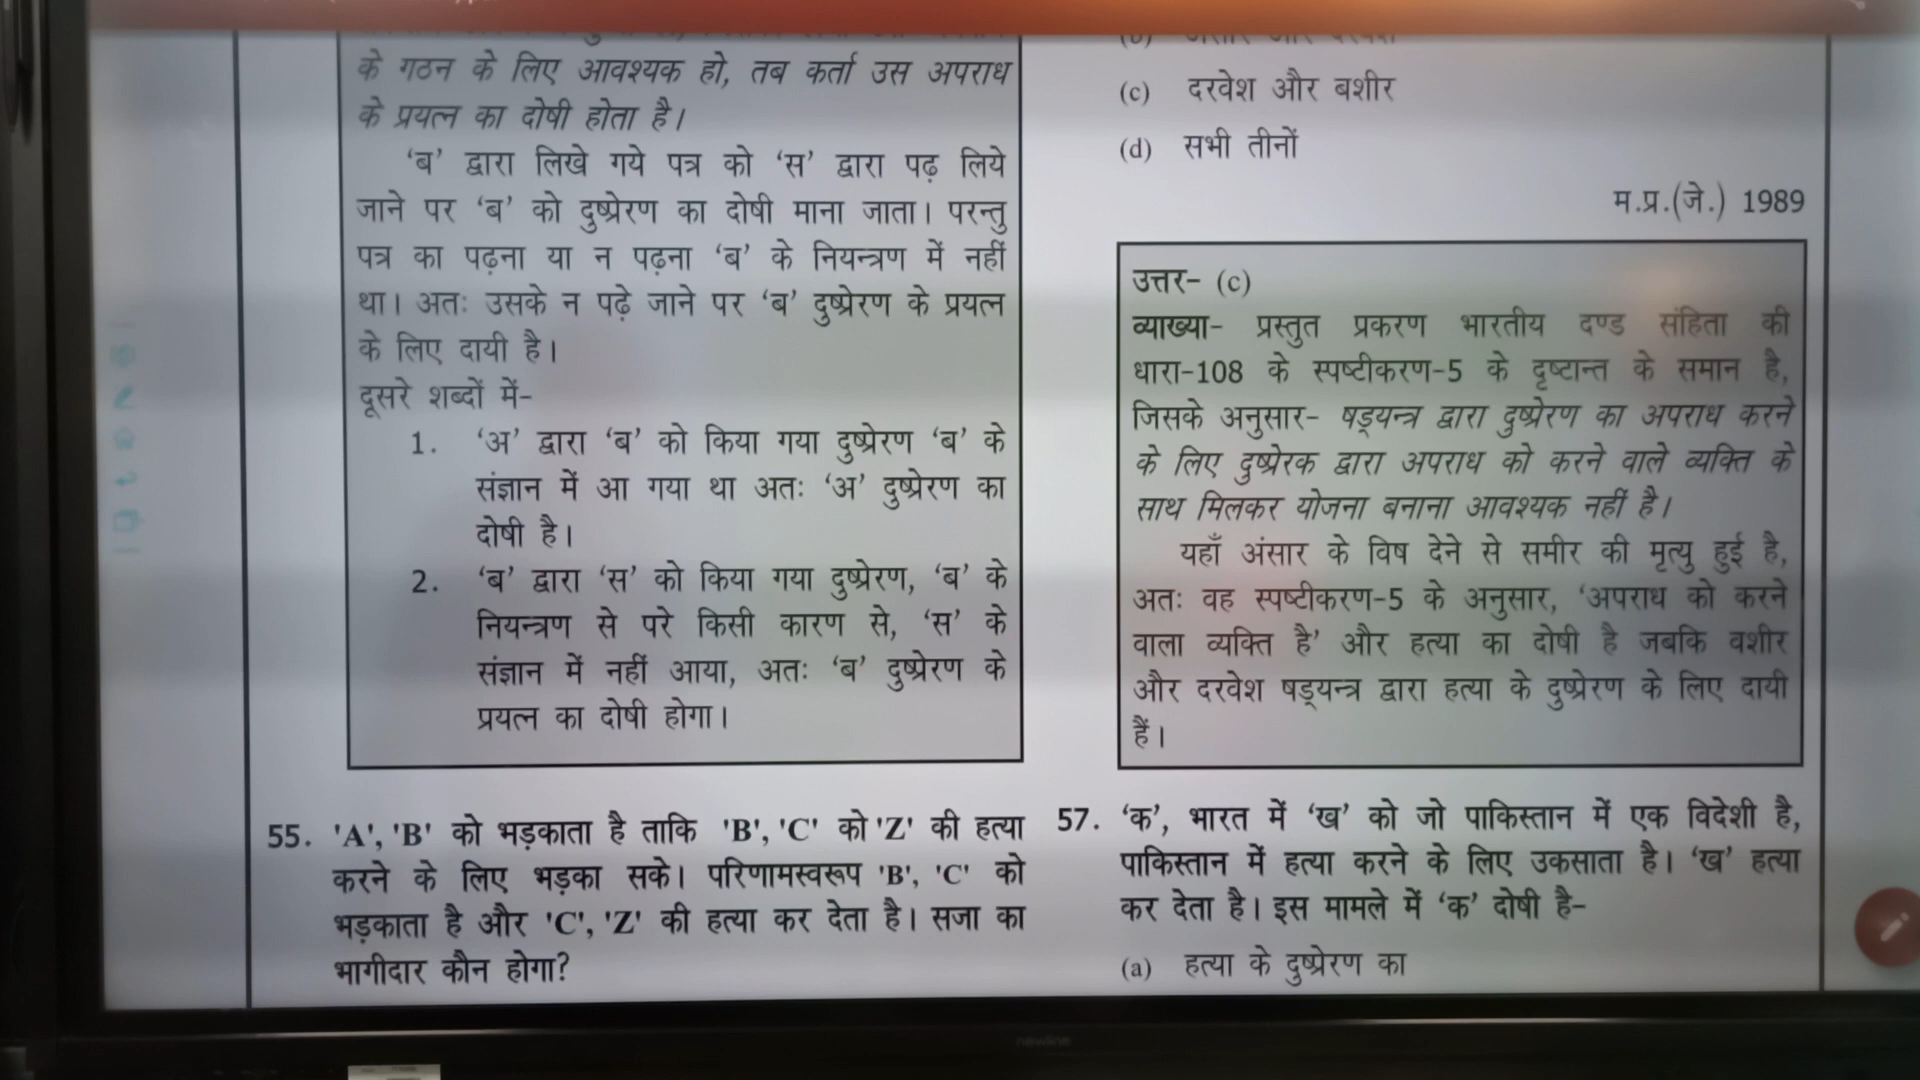 के गठन के लिए आवश्यक हो, तब कर्ता उस अपराध
के प्रयत्न का दोषी होता है।
‘ब’ द्वारा लिखे गये पत्र को ‘स’ द्वारा पढ़ लिये
जाने पर ‘ब’ को दुष्प्रेरण का दोषी माना जाता। परन्तु
पत्र का पढ़ना या न पढ़ना ‘ब’ के नियन्त्रण में नहीं
था। अतः उसके न पढ़े जाने पर ‘ब’ दुष्प्रेरण के प्रयत्न
के लिए दायी है।
दूसरे शब्दों में-
1. ‘अ’ द्वारा ‘ब’ को किया गया दुष्प्रेरण ‘ब’ के
संज्ञान में आ गया था अतः ‘अ’ दुष्प्रेरण का
दोषी है।
2. ‘ब’ द्वारा ‘स’ को किया गया दुष्प्रेरण, ‘ब’ के
नियन्त्रण से परे किसी कारण से, ‘स’ के
संज्ञान में नहीं आया, अतः ‘ब’ दुष्प्रेरण के
प्रयत्न का दोषी होगा।
55. 'A', 'B' को भड़काता है ताकि 'B', 'C' को 'Z' की हत्या
करने के लिए भड़का सके। परिणामस्वरूप 'B', 'C' को
भड़काता है और 'C', 'Z' की हत्या कर देता है। सजा का
भागीदार कौन होगा?
(c) दरवेश और बशीर
(d) सभी तीनों
म.प्र.(जे.) 1989
उत्तर- (c)
व्याख्या- प्रस्तुत प्रकरण भारतीय दण्ड संहिता की
धारा-108 के स्पष्टीकरण-5 के दृष्टान्त के समान है,
जिसके अनुसार- षड्यन्त्र द्वारा दुष्प्रेरण का अपराध करने
के लिए दुष्प्रेरक द्वारा अपराध को करने वाले व्यक्ति के
साथ मिलकर योजना बनाना आवश्यक नहीं है।
यहाँ अंसार के विष देने से समीर की मृत्यु हुई है,
अतः वह स्पष्टीकरण-5 के अनुसार, ‘अपराध को करने
वाला व्यक्ति है’ और हत्या का दोषी है जबकि वशीर
और दरवेश षड्यन्त्र द्वारा हत्या के दुष्प्रेरण के लिए दायी
हैं।
57. ‘क’, भारत में ‘ख’ को जो पाकिस्तान में एक विदेशी है,
पाकिस्तान में हत्या करने के लिए उकसाता है। ‘ख’ हत्या
कर देता है। इस मामले में ‘क’ दोषी है-
(a) हत्या के दुष्प्रेरण का
newline